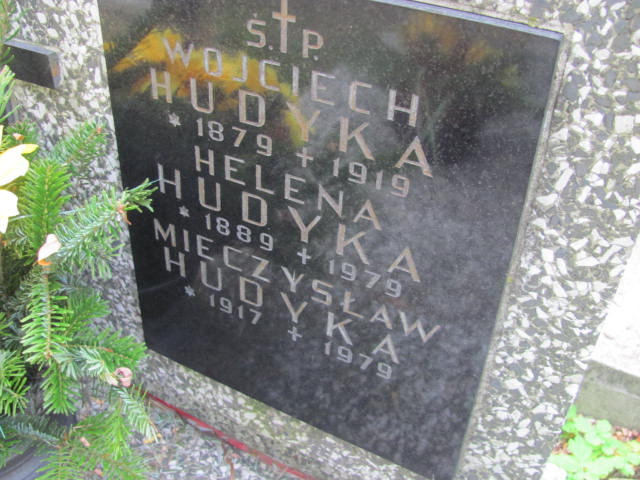 Ś.†P.
WOJCIECH
HUDYKA
* 1879 + 1919
HELENA
HUDYKA
* 1889 + 1979
MIECZYSŁAW
HUDYKA
* 1917 + 1979